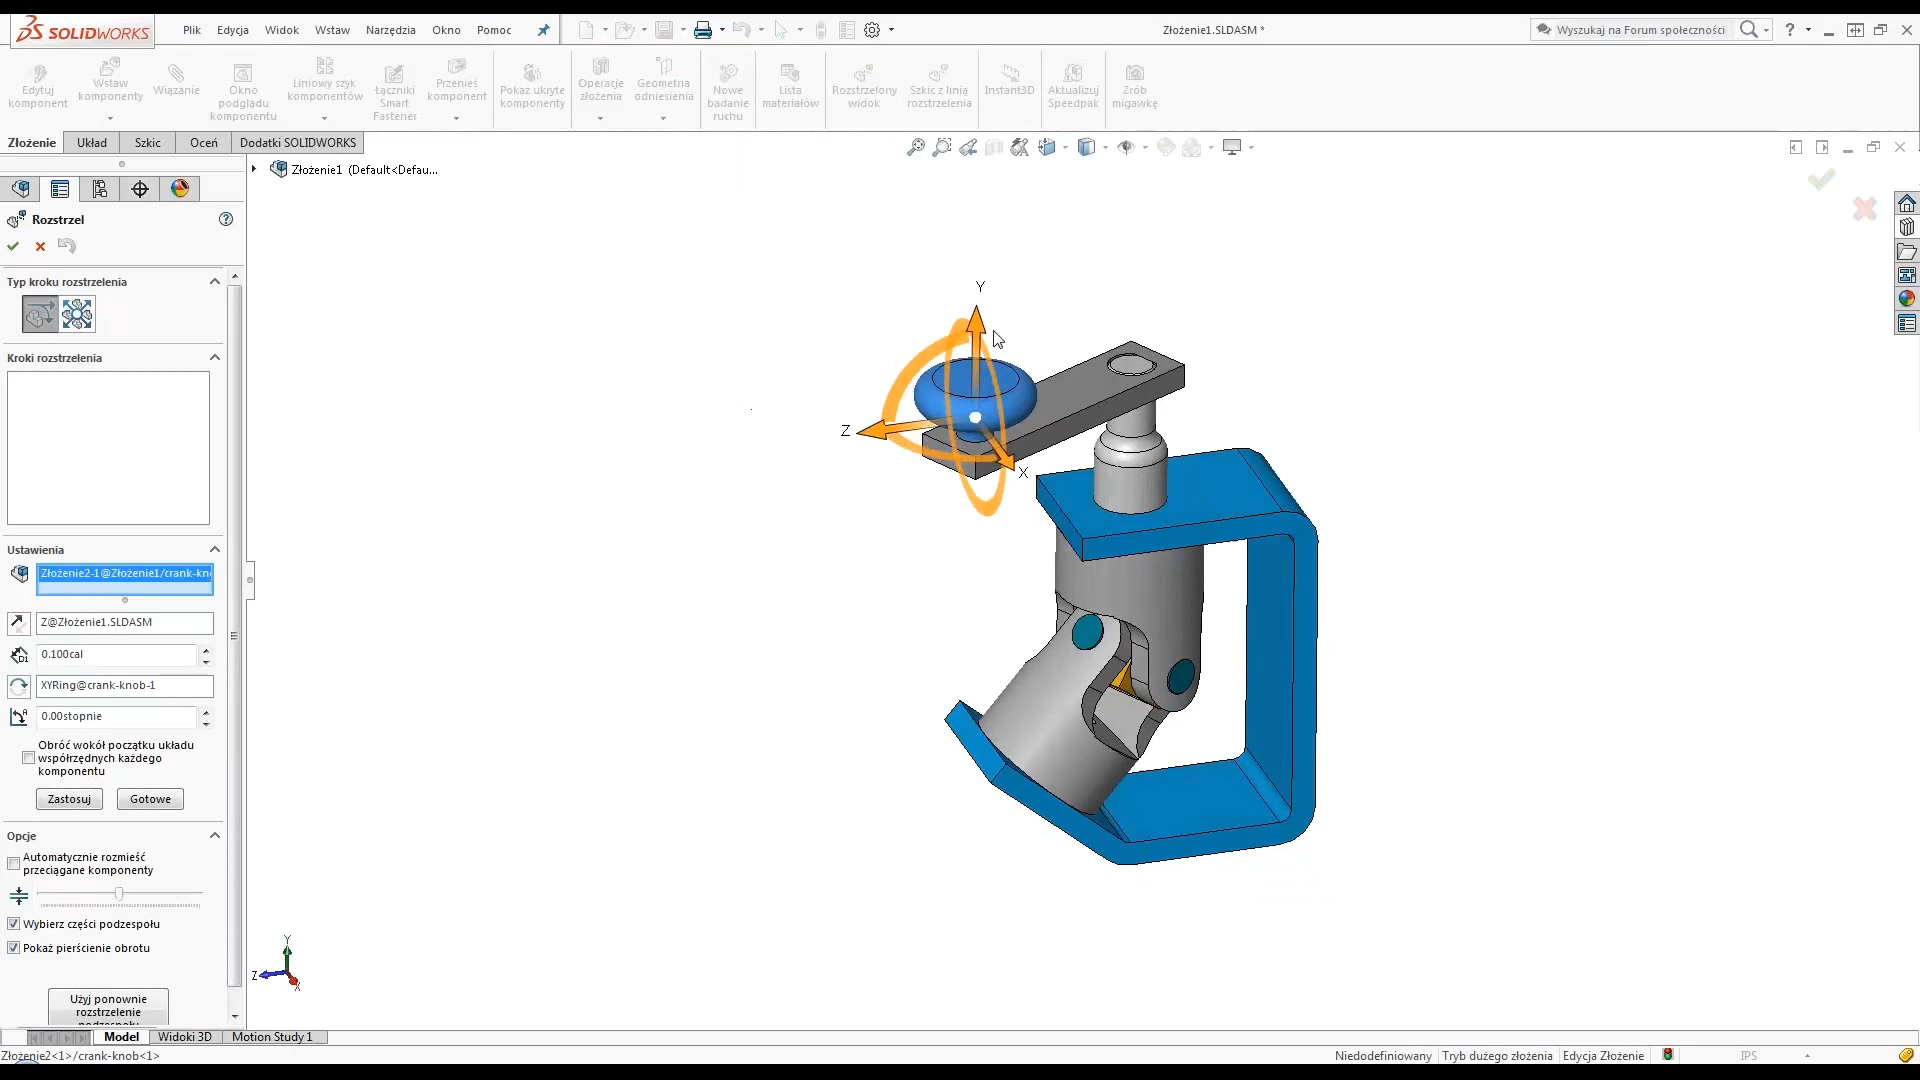 SOLIDWORKS
Plik
Edycja
Widok
Wstaw
Narzędzia
Okno
Pomoc
Złożenie1.SLDASM *
Wyszukaj na Forum społeczności
?
Edytuj
komponent
Wstaw
komponenty
Wiązanie
Okno
podglądu
komponentu
Liniowy szyk
komponentów
Łączniki
Smart
Fastener
Przenieś
komponent
Pokaż ukryte
komponenty
Operacje
złożenia
Geometria
odniesienia
Nowe
badanie
ruchu
Lista
materiałów
Rozstrzelony
widok
Szkic z linią
rozstrzelenia
Instant3D
Aktualizuj
Speedpak
Zrób
migawkę
Złożenie
Układ
Szkic
Oceń
Dodatki SOLIDWORKS
Złożenie1 (Default<Defau...
Rozstrzel
?
Typ kroku rozstrzelenia
Kroki rozstrzelenia
Ustawienia
Złożenie2-1@Złożenie1/crank-kn
Z@Złożenie1.SLDASM
D1
0.100cal
XYRing@crank-knob-1
0.00stopnie
Obróć wokół początku układu
współrzędnych każdego
komponentu
Zastosuj
Gotowe
Opcje
Automatycznie rozmieść
przeciągane komponenty
Wybierz części podzespołu
Pokaż pierścienie obrotu
Użyj ponownie
rozstrzelenie
podzespołu
Y
Z
X
Y
Z
X
Model
Widoki 3D
Motion Study 1
Złożenie2<1>/crank-knob<1>
Niedodefiniowany
Tryb dużego złożenia
Edycja Złożenie
IPS